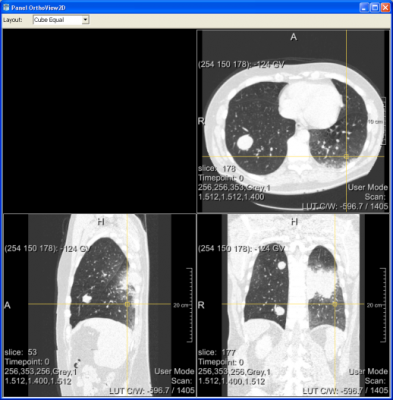 Panel OrthoView2D
Layout: Cube Equal
A
(254 150 178): -124 GV
R
10 cm
slice: 178
Timepoint: 0
256,256,353,Grey,1
1.512,1.512,1.400
User Mode
Scan:
LUT C/W: -596.7 / 1405
H
(254 150 178): -124 GV
A
20 cm
slice: 53
Timepoint: 0
256,353,256,Grey,1
1.512,1.400,1.512
User Mode
Scan:
LUT C/W: -596.7 / 1405
H
(254 150 178): -124 GV
R
20 cm
slice: 177
Timepoint: 0
256,353,256,Grey,1
1.512,1.400,1.512
User Mode
Scan:
LUT C/W: -596.7 / 1405